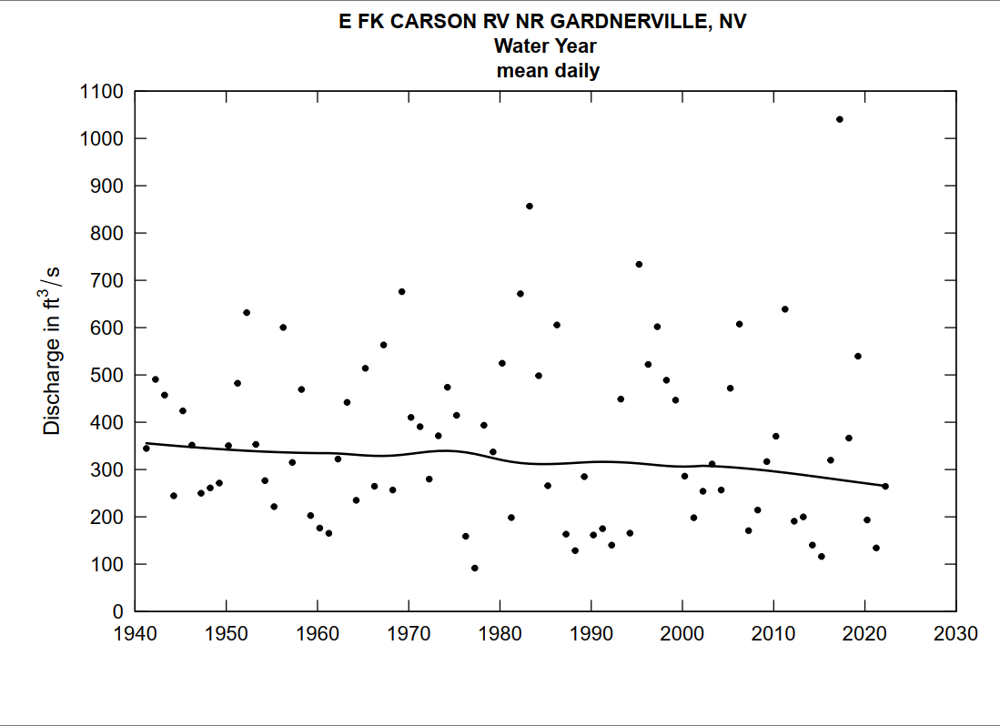 E FK CARSON RV NR GARDNERVILLE, NV
Water Year
mean daily
1100
1000
900
800
700
600
500
400
300
200
100
0
Discharge in ft³/s
1940 1950 1960 1970 1980 1990 2000 2010 2020 2030